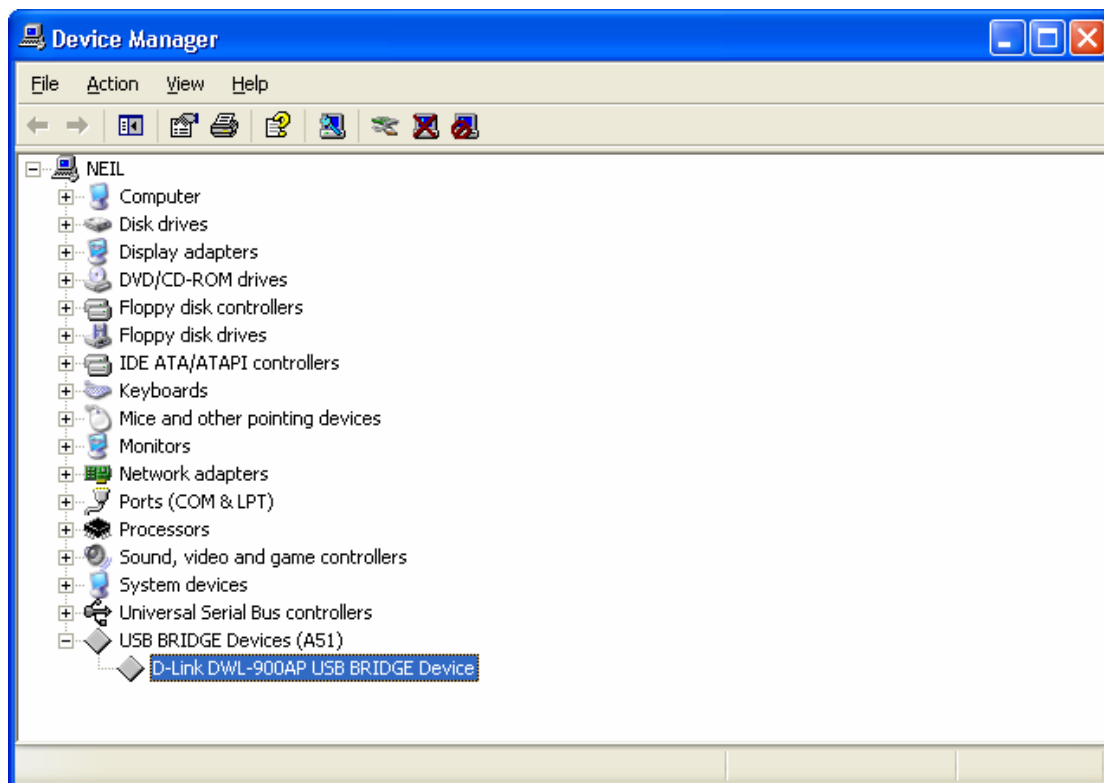 Device Manager
File Action View Help
NEIL
Computer
Disk drives
Display adapters
DVD/CD-ROM drives
Floppy disk controllers
Floppy disk drives
IDE ATA/ATAPI controllers
Keyboards
Mice and other pointing devices
Monitors
Network adapters
Ports (COM & LPT)
Processors
Sound, video and game controllers
System devices
Universal Serial Bus controllers
USB BRIDGE Devices (A51)
D-Link DWL-900AP USB BRIDGE Device